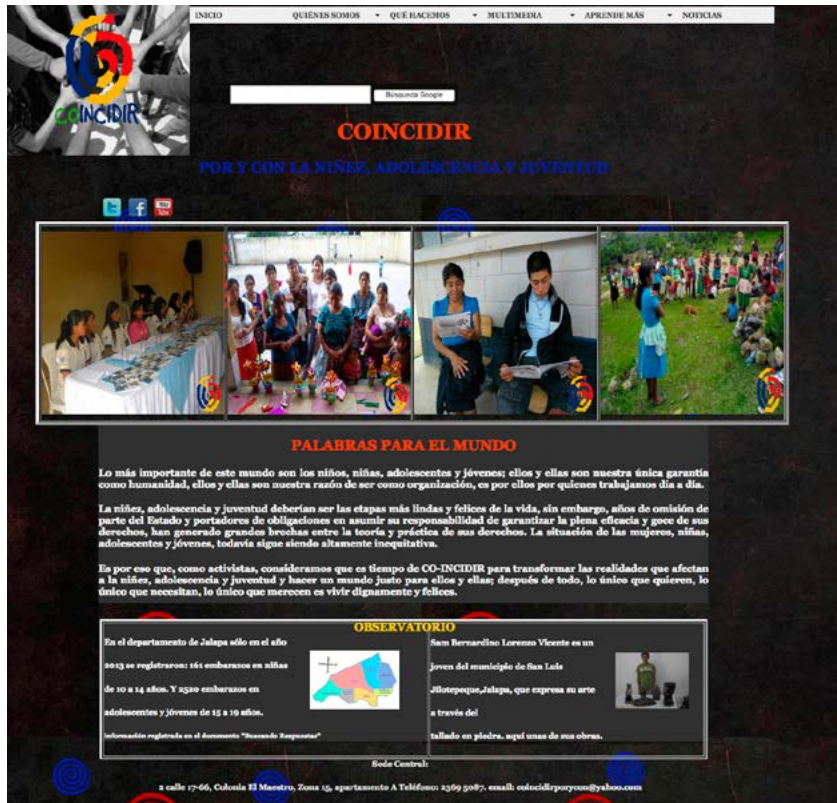 INICIO QUIÉNES SOMOS QUÉ HACEMOS MULTIMEDIA APRENDE MÁS NOTICIAS
COINCIDIR
Búsqueda Google
COINCIDIR
POR Y CON LA NIÑEZ, ADOLESCENCIA Y JUVENTUD
You
Tube
PALABRAS PARA EL MUNDO
Lo más importante de este mundo son los niños, niñas, adolescentes y jóvenes; ellos y ellas son nuestra única garantía
como humanidad, ellos y ellas son nuestra razón de ser como organización, es por ellos por quienes trabajamos día a día.
La niñez, adolescencia y juventud deberían ser las etapas más lindas y felices de la vida, sin embargo, años de omisión de
parte del Estado y portadores de obligaciones en asumir su responsabilidad de garantizar la plena eficacia y goce de sus
derechos, han generado grandes brechas entre la teoría y práctica de sus derechos. La situación de las mujeres, niñas,
adolescentes y jóvenes, todavía sigue siendo altamente inequitativa.
Es por eso que, como activistas, consideramos que es tiempo de CO-INCIDIR para transformar las realidades que afectan
a la niñez, adolescencia y juventud y hacer un mundo justo para ellos y ellas; después de todo, lo único que quieren, lo
único que necesitan, lo único que merecen es vivir dignamente y felices.
OBSERVATORIO
En el departamento de Jalapa sólo en el año
2013 se registraron: 161 embarazos en niñas
de 10 a 14 años. Y 2520 embarazos en
adolescentes y jóvenes de 15 a 19 años.
información registrada en el documento "Buscando Respuestas"
Sam Bernardino Lorenzo Vicente es un
joven del municipio de San Luis
Jilotepeque,Jalapa, que expresa su arte
a través del
tallado en piedra. aquí unas de sus obras.
Sede Central:
2 calle 17-66, Colonia El Maestro, Zona 15, apartamento A Teléfono: 2369 5087. email: coincidirporycon@yahoo.com